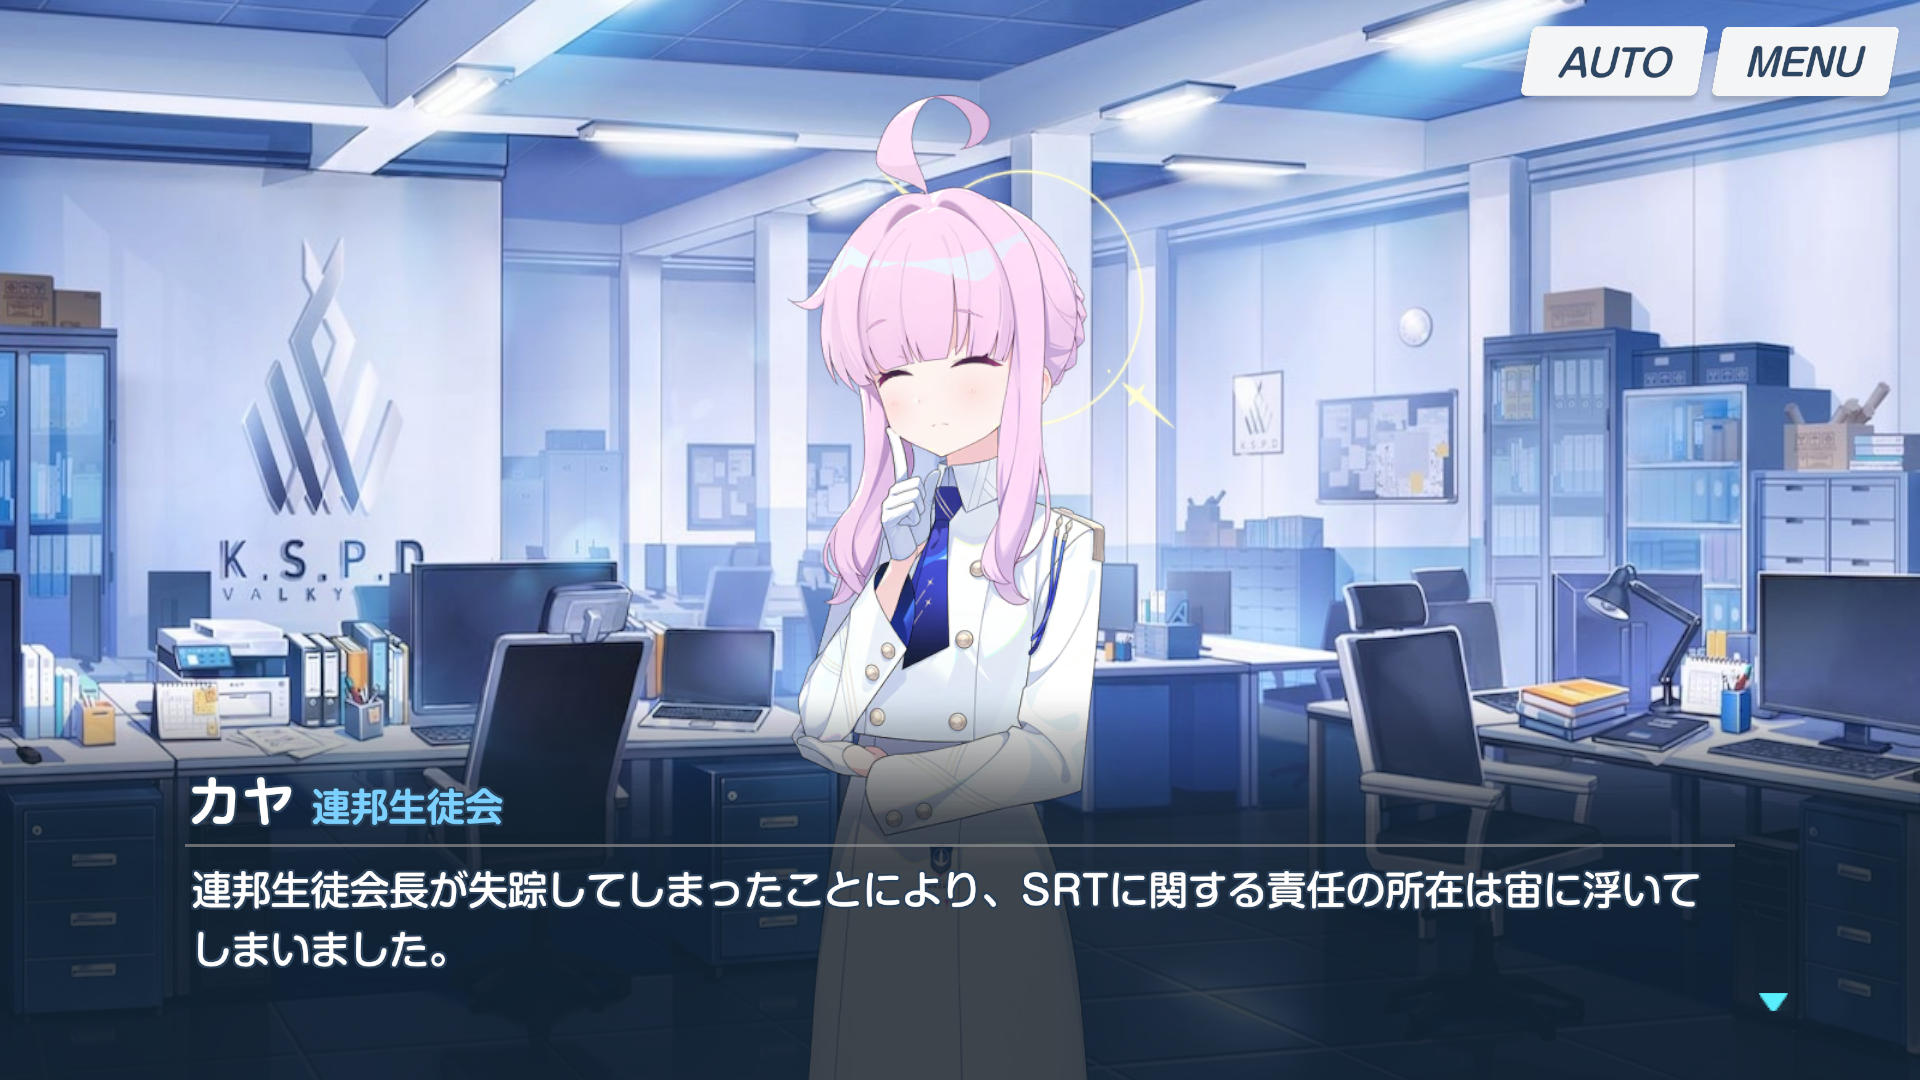 AUTO
MENU
K.S.P.D
VALKY
K.S.P.D
カヤ 連邦生徒会
連邦生徒会長が失踪してしまったことにより、SRTに関する責任の所在は宙に浮いて
しまいました。